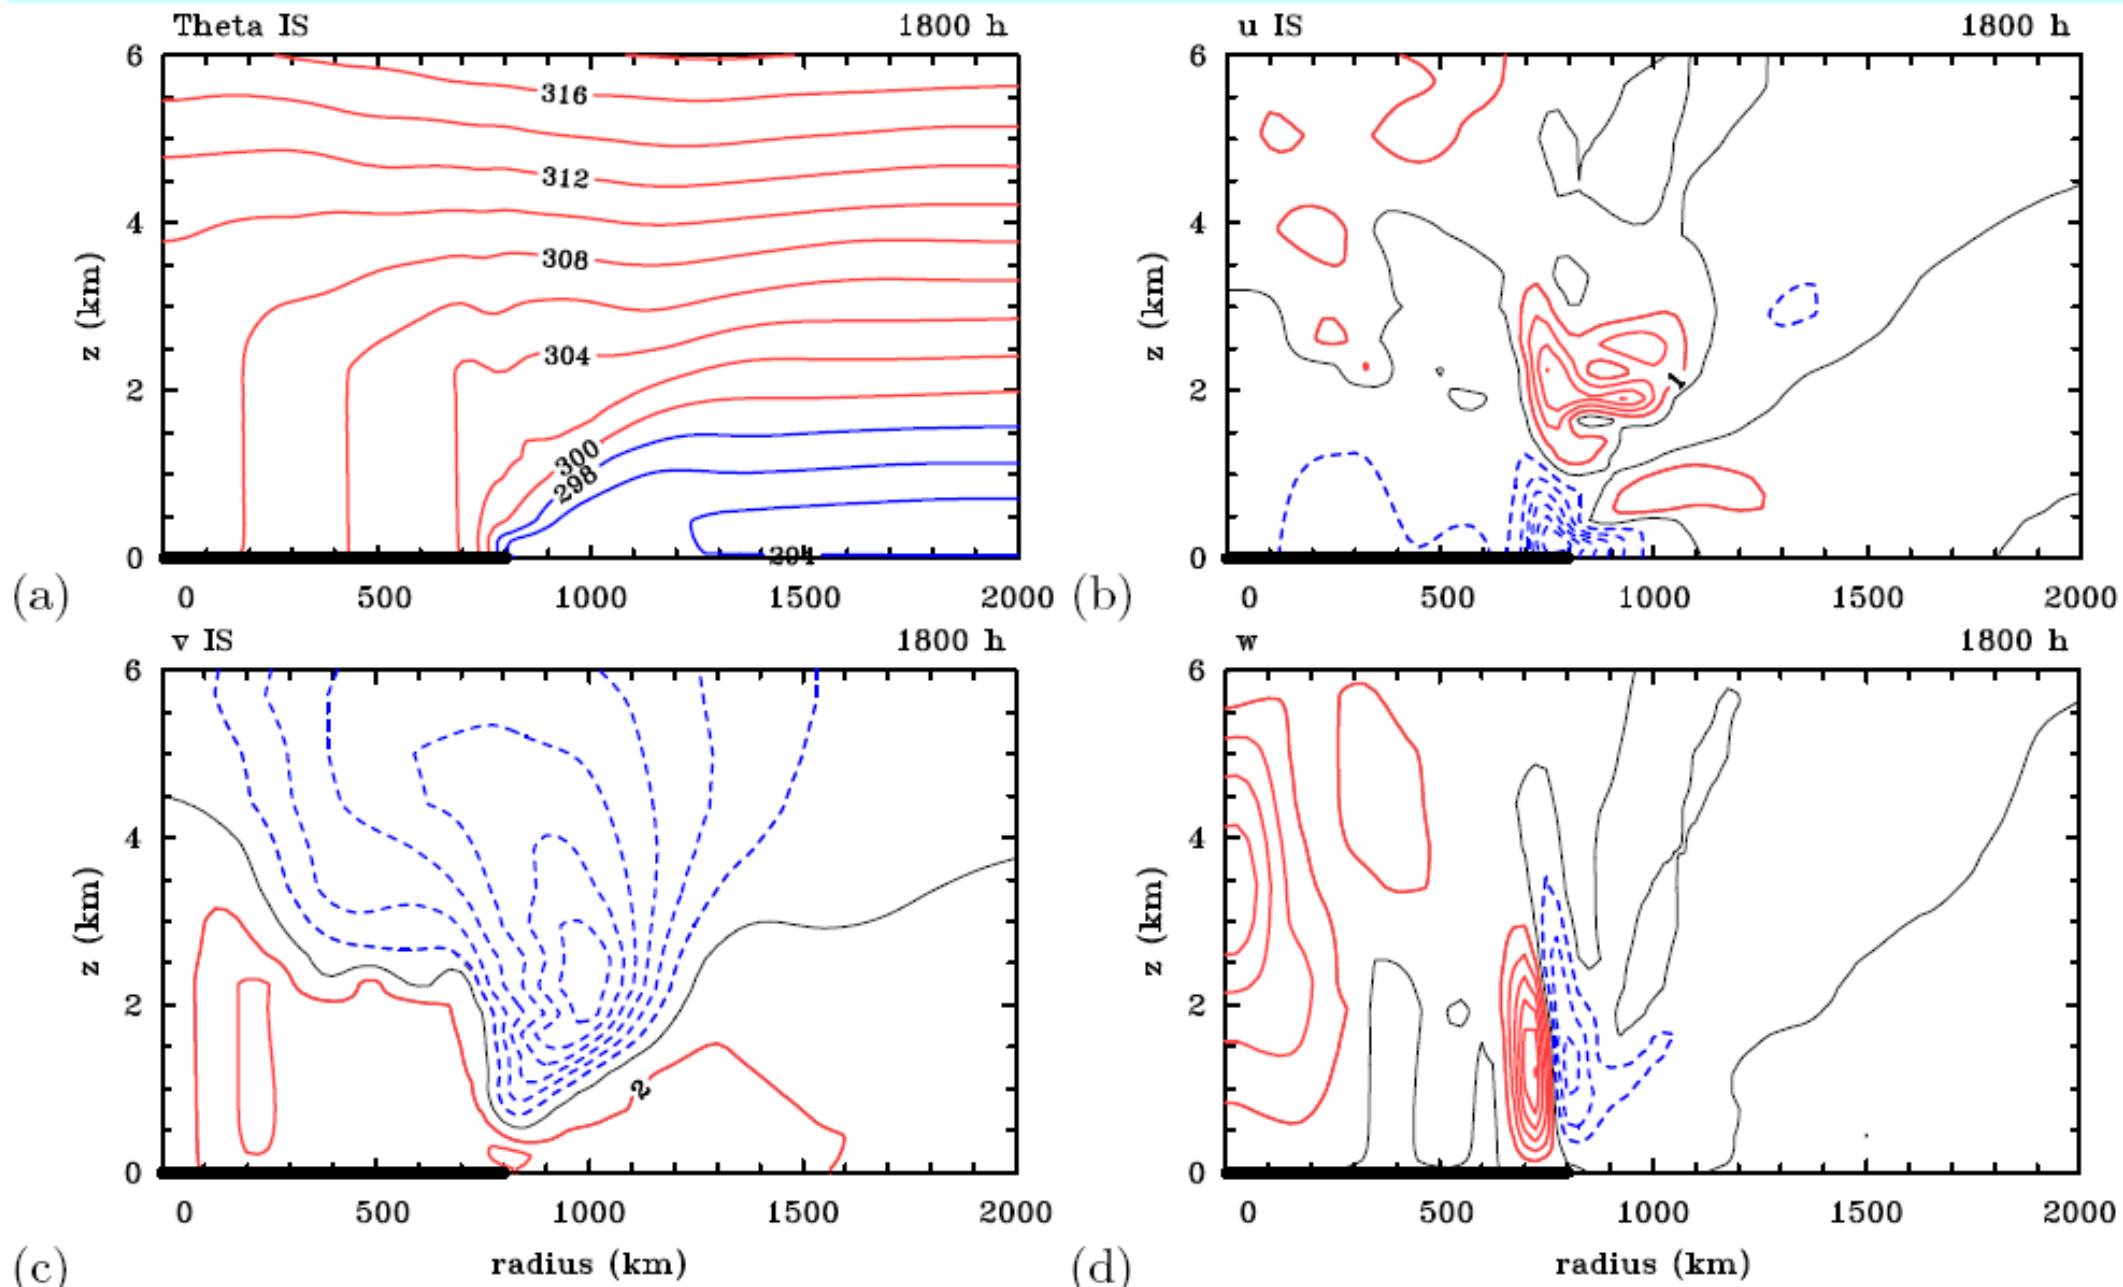 Theta IS 1800 h
6
4
2
0
z (km)
316
312
308
304
300
298
294
0 500 1000 1500 2000
(a)
u IS 1800 h
6
4
2
0
z (km)
1
0 500 1000 1500 2000
(b)
v IS 1800 h
6
4
2
0
z (km)
2
0 500 1000 1500 2000
radius (km)
(c)
w 1800 h
6
4
2
0
z (km)
0 500 1000 1500 2000
radius (km)
(d)